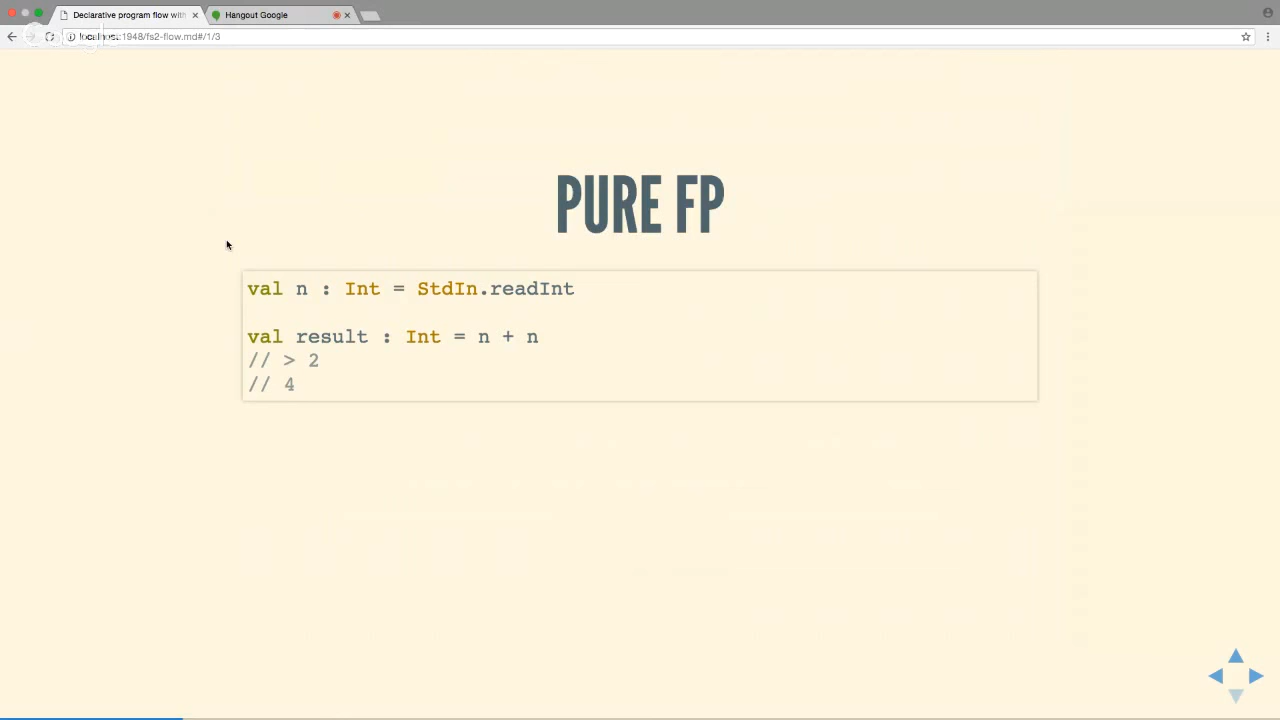 Declarative program flow with
Hangout Google
:1948/fs2-flow.md#/1/3
PURE FP
val n : Int = StdIn.readInt
val result : Int = n + n
// > 2
// 4